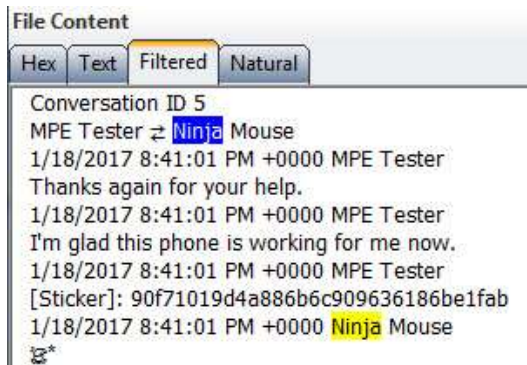 File Content
Hex Text Filtered Natural
Conversation ID 5
MPE Tester ⇄ Ninja Mouse
1/18/2017 8:41:01 PM +0000 MPE Tester
Thanks again for your help.
1/18/2017 8:41:01 PM +0000 MPE Tester
I'm glad this phone is working for me now.
1/18/2017 8:41:01 PM +0000 MPE Tester
[Sticker]: 90f71019d4a886b6c909636186be1fab
1/18/2017 8:41:01 PM +0000 Ninja Mouse